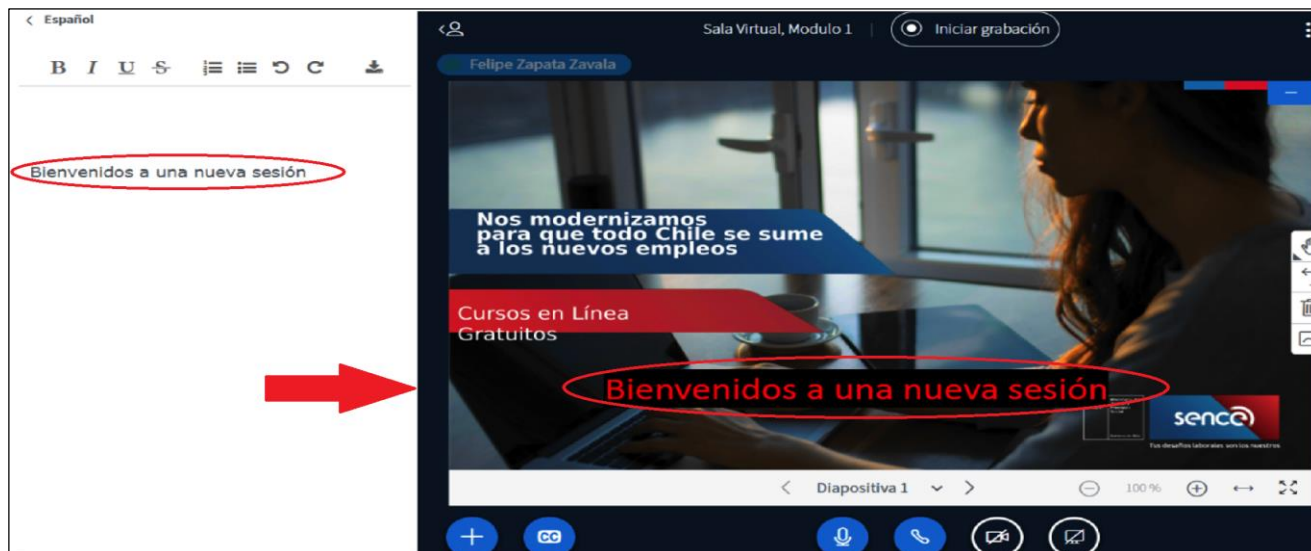 Español
B I U S
Bienvenidos a una nueva sesión
Sala Virtual, Modulo 1
Iniciar grabación
Felipe Zapata Zavala
Nos modernizamos
para que todo Chile se sume
a los nuevos empleos
Cursos en Línea
Gratuitos
Bienvenidos a una nueva sesión
sence
Tus desafíos laborales son los nuestros
Diapositiva 1
100 %
CC